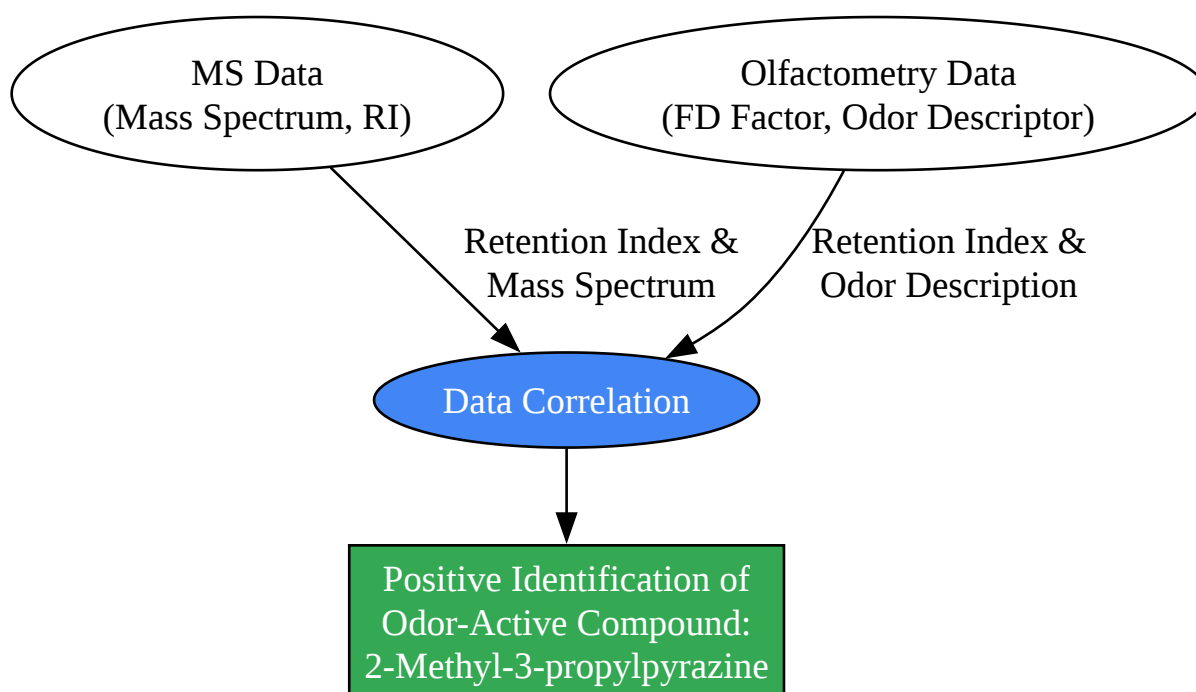 MS Data
(Mass Spectrum, RI)
Olfactometry Data
(FD Factor, Odor Descriptor)
Retention Index &
Mass Spectrum
Retention Index &
Odor Description
Data Correlation
Positive Identification of
Odor-Active Compound:
2-Methyl-3-propylpyrazine